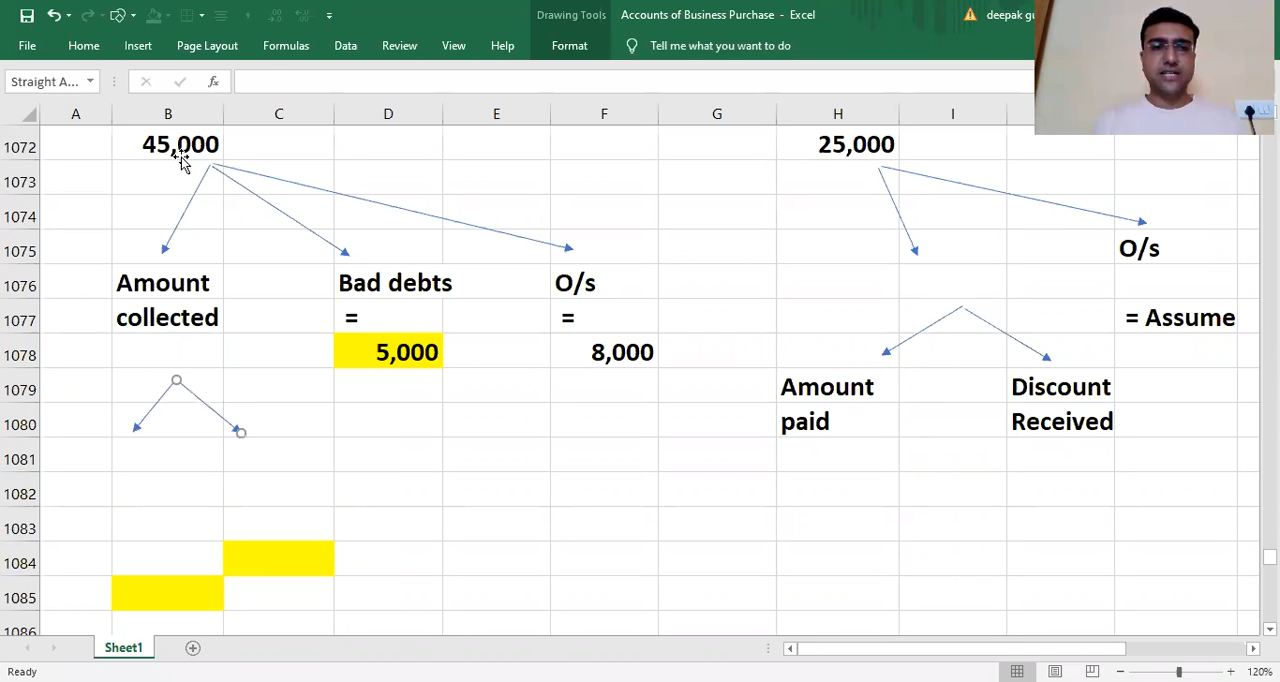 Drawing Tools
Accounts of Business Purchase - Excel
deepak gu
File Home Insert Page Layout Formulas Data Review View Help Format Tell me what you want to do
Straight A... fx
A B C D E F G H I
1072 45,000 25,000
1073
1074
1075 O/s
1076 Amount Bad debts O/s
1077 collected = = = Assume
1078 5,000 8,000
1079 Amount Discount
1080 paid Received
1081
1082
1083
1084
1085
1086
Sheet1
Ready 120%